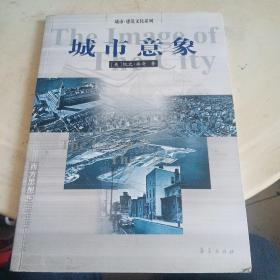 城市·建筑文化系列
The Image of
The City
城市意象
[美]凯文·林奇 著
华夏出版社